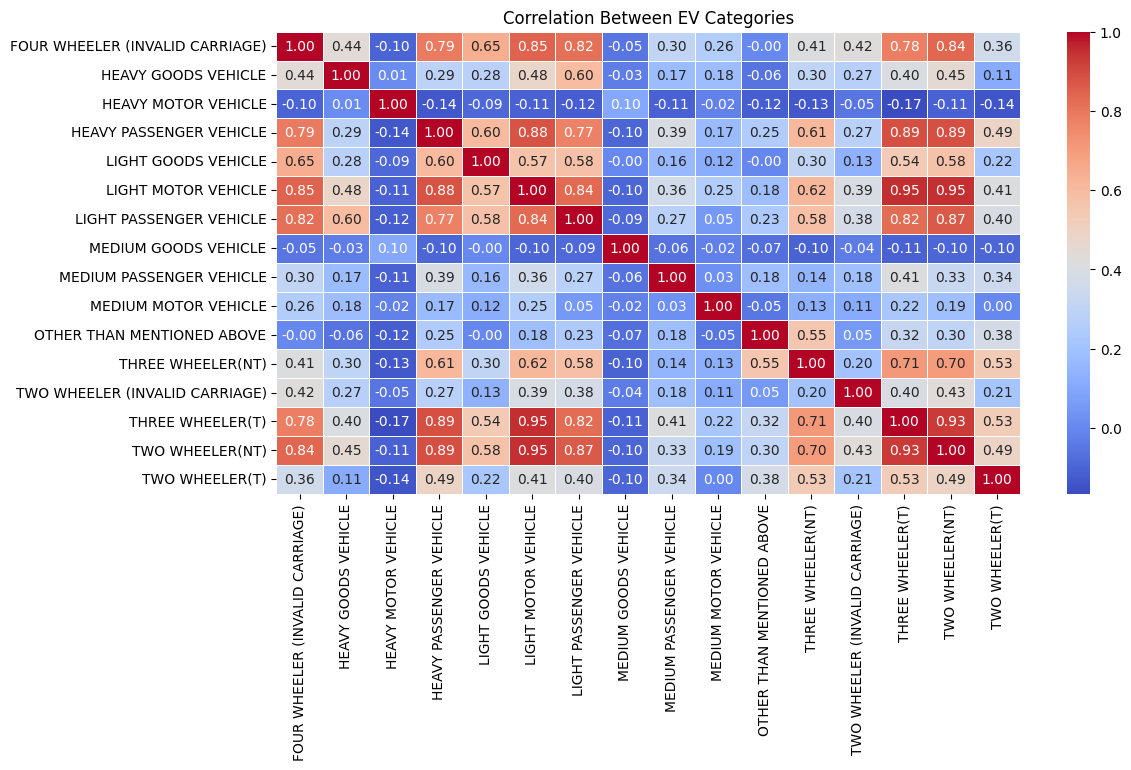 Correlation Between EV Categories
FOUR WHEELER (INVALID CARRIAGE) 1.00 0.44 -0.10 0.79 0.65 0.85 0.82 -0.05 0.30 0.26 -0.00 0.41 0.42 0.78 0.84 0.36
HEAVY GOODS VEHICLE 0.44 1.00 0.01 0.29 0.28 0.48 0.60 -0.03 0.17 0.18 -0.06 0.30 0.27 0.40 0.45 0.11
HEAVY MOTOR VEHICLE -0.10 0.01 1.00 -0.14 -0.09 -0.11 -0.12 0.10 -0.11 -0.02 -0.12 -0.13 -0.05 -0.17 -0.11 -0.14
HEAVY PASSENGER VEHICLE 0.79 0.29 -0.14 1.00 0.60 0.88 0.77 -0.10 0.39 0.17 0.25 0.61 0.27 0.89 0.89 0.49
LIGHT GOODS VEHICLE 0.65 0.28 -0.09 0.60 1.00 0.57 0.58 -0.00 0.16 0.12 -0.00 0.30 0.13 0.54 0.58 0.22
LIGHT MOTOR VEHICLE 0.85 0.48 -0.11 0.88 0.57 1.00 0.84 -0.10 0.36 0.25 0.18 0.62 0.39 0.95 0.95 0.41
LIGHT PASSENGER VEHICLE 0.82 0.60 -0.12 0.77 0.58 0.84 1.00 -0.09 0.27 0.05 0.23 0.58 0.38 0.82 0.87 0.40
MEDIUM GOODS VEHICLE -0.05 -0.03 0.10 -0.10 -0.00 -0.10 -0.09 1.00 -0.06 -0.02 -0.07 -0.10 -0.04 -0.11 -0.10 -0.10
MEDIUM PASSENGER VEHICLE 0.30 0.17 -0.11 0.39 0.16 0.36 0.27 -0.06 1.00 0.03 0.18 0.14 0.18 0.41 0.33 0.34
MEDIUM MOTOR VEHICLE 0.26 0.18 -0.02 0.17 0.12 0.25 0.05 -0.02 0.03 1.00 -0.05 0.13 0.11 0.22 0.19 0.00
OTHER THAN MENTIONED ABOVE -0.00 -0.06 -0.12 0.25 -0.00 0.18 0.23 -0.07 0.18 -0.05 1.00 0.55 0.05 0.32 0.30 0.38
THREE WHEELER(NT) 0.41 0.30 -0.13 0.61 0.30 0.62 0.58 -0.10 0.14 0.13 0.55 1.00 0.20 0.71 0.70 0.53
TWO WHEELER (INVALID CARRIAGE) 0.42 0.27 -0.05 0.27 0.13 0.39 0.38 -0.04 0.18 0.11 0.05 0.20 1.00 0.40 0.43 0.21
THREE WHEELER(T) 0.78 0.40 -0.17 0.89 0.54 0.95 0.82 -0.11 0.41 0.22 0.32 0.71 0.40 1.00 0.93 0.53
TWO WHEELER(NT) 0.84 0.45 -0.11 0.89 0.58 0.95 0.87 -0.10 0.33 0.19 0.30 0.70 0.43 0.93 1.00 0.49
TWO WHEELER(T) 0.36 0.11 -0.14 0.49 0.22 0.41 0.40 -0.10 0.34 0.00 0.38 0.53 0.21 0.53 0.49 1.00
FOUR WHEELER (INVALID CARRIAGE)
HEAVY GOODS VEHICLE
HEAVY MOTOR VEHICLE
HEAVY PASSENGER VEHICLE
LIGHT GOODS VEHICLE
LIGHT MOTOR VEHICLE
LIGHT PASSENGER VEHICLE
MEDIUM GOODS VEHICLE
MEDIUM PASSENGER VEHICLE
MEDIUM MOTOR VEHICLE
OTHER THAN MENTIONED ABOVE
THREE WHEELER(NT)
TWO WHEELER (INVALID CARRIAGE)
THREE WHEELER(T)
TWO WHEELER(NT)
TWO WHEELER(T)
1.0
0.8
0.6
0.4
0.2
0.0